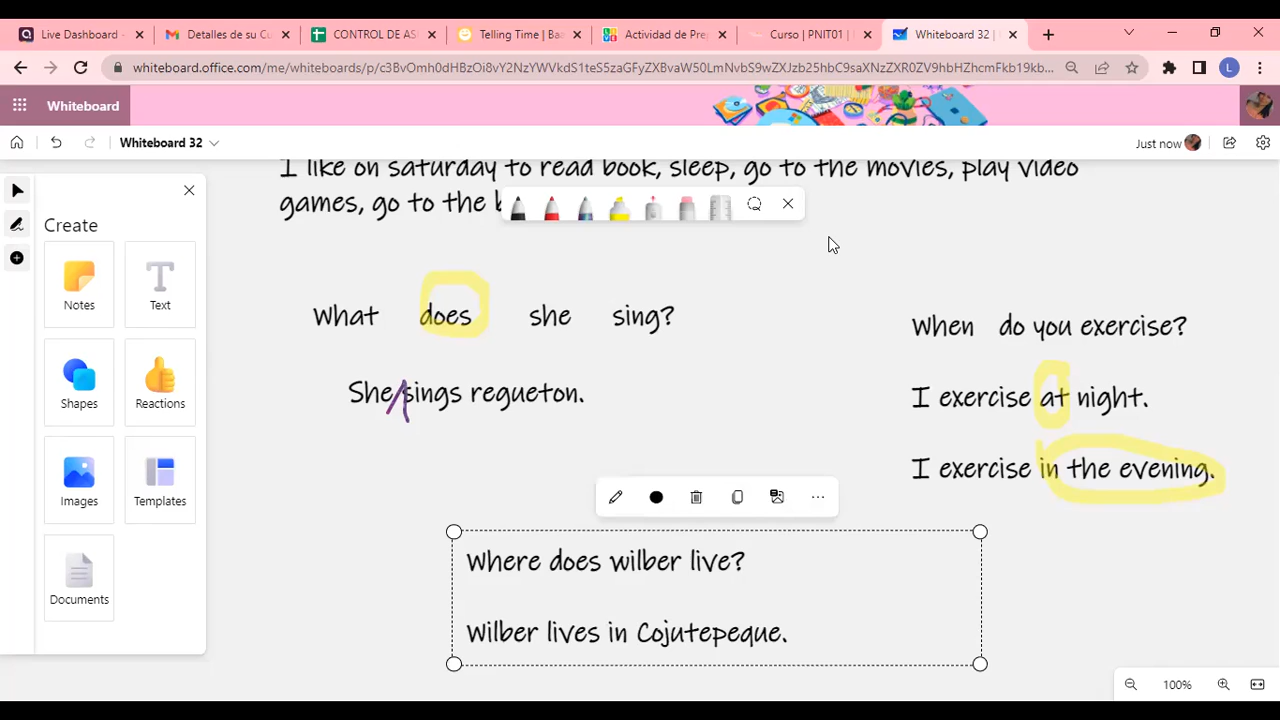 Live Dashboard -
Detalles de su C
CONTROL DE AS
Telling Time | Ba
Actividad de Pre
Curso | PNIT01 |
Whiteboard 32 |
whiteboard.office.com/me/whiteboards/p/
L
Whiteboard
Whiteboard 32
Just now
I like on saturday to read book, sleep, go to the movies, play video
games, go to the
Create
Notes
Text
Shapes
Reactions
Images
Templates
Documents
What does she sing?
She sings regueton.
When do you exercise?
I exercise at night.
I exercise in the evening.
Where does wilber live?
Wilber lives in Cojutepeque.
100%